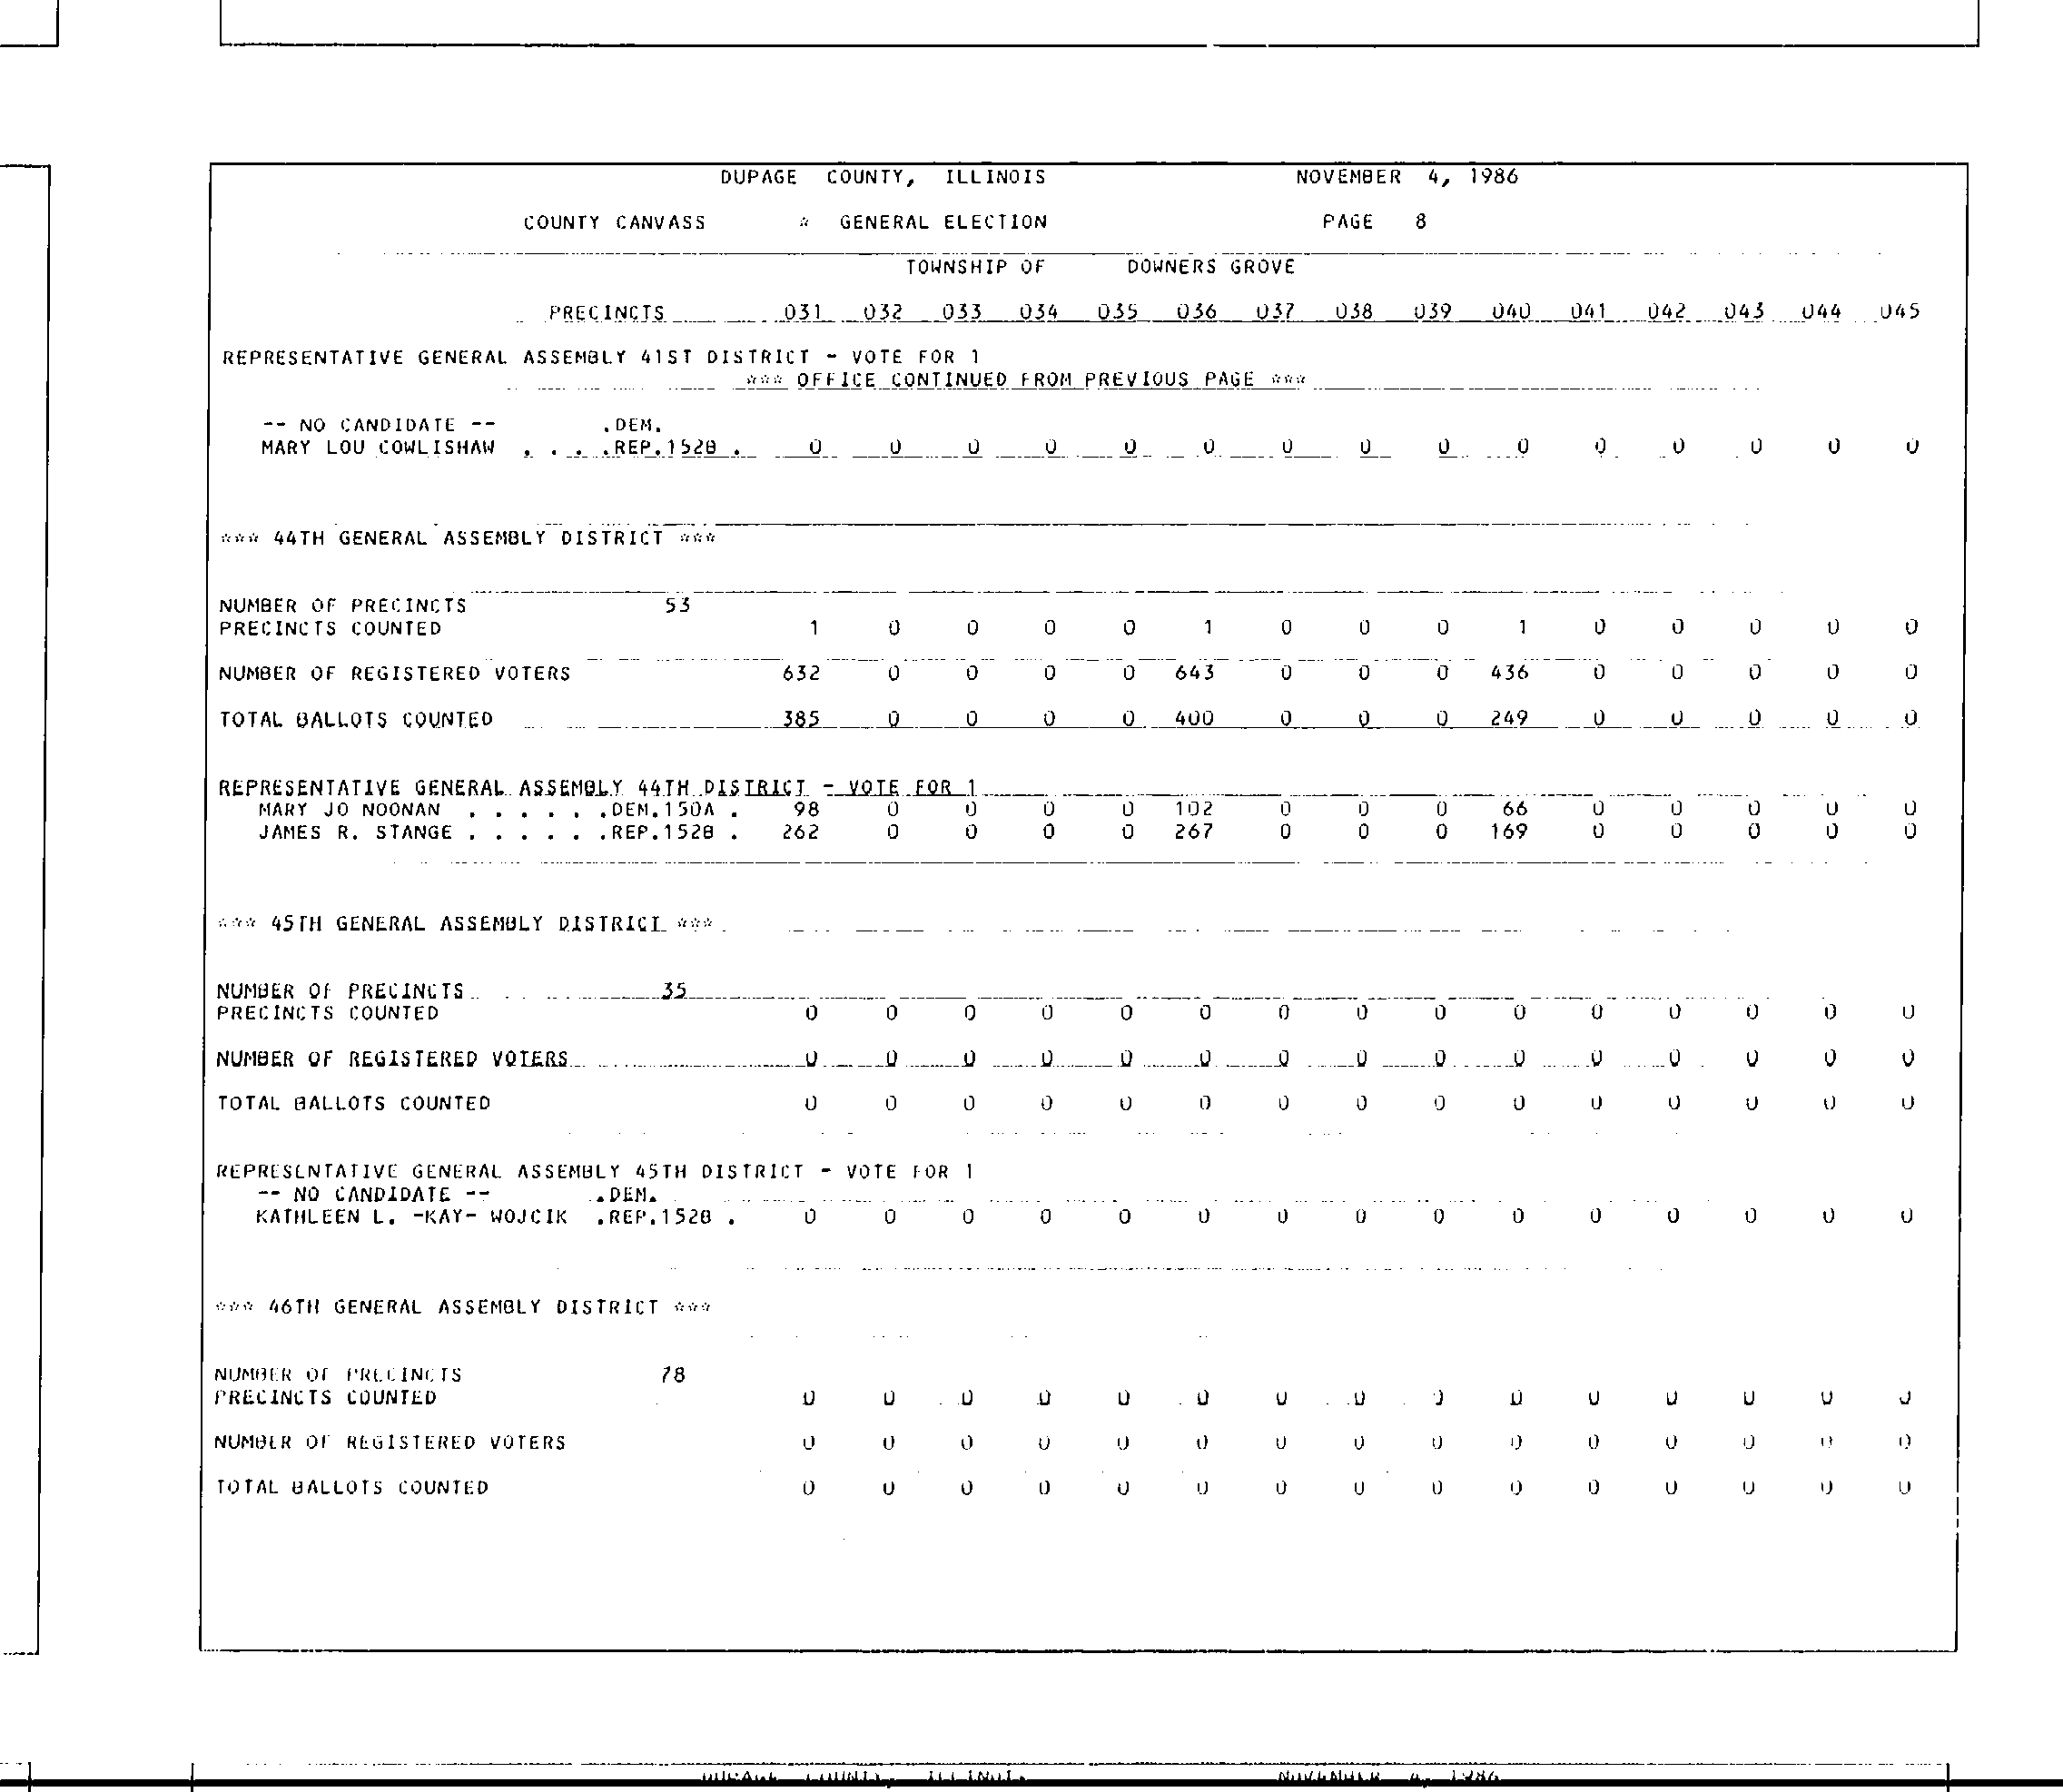 DUPAGE COUNTY, ILLINOIS NOVEMBER 4, 1986
COUNTY CANVASS * GENERAL ELECTION PAGE 8
TOWNSHIP OF DOWNERS GROVE
PRECINCTS 031 032 033 034 035 036 037 038 039 040 041 042 043 044 045
REPRESENTATIVE GENERAL ASSEMBLY 41ST DISTRICT - VOTE FOR 1
*** OFFICE CONTINUED FROM PREVIOUS PAGE ***
-- NO CANDIDATE -- .DEM.
MARY LOU COWLISHAW . . . .REP.152B . 0 0 0 0 0 0 0 0 0 0 0 0 0 0 0
*** 44TH GENERAL ASSEMBLY DISTRICT ***
NUMBER OF PRECINCTS 53
PRECINCTS COUNTED 1 0 0 0 0 1 0 0 0 1 0 0 0 0 0
NUMBER OF REGISTERED VOTERS 632 0 0 0 0 643 0 0 0 436 0 0 0 0 0
TOTAL BALLOTS COUNTED 385 0 0 0 0 400 0 0 0 249 0 0 0 0 0
REPRESENTATIVE GENERAL ASSEMBLY 44TH DISTRICT - VOTE FOR 1
MARY JO NOONAN . . . . . .DEM.150A . 98 0 0 0 0 102 0 0 0 66 0 0 0 0 0
JAMES R. STANGE . . . . . .REP.152B . 262 0 0 0 0 267 0 0 0 169 0 0 0 0 0
*** 45TH GENERAL ASSEMBLY DISTRICT ***
NUMBER OF PRECINCTS 35
PRECINCTS COUNTED 0 0 0 0 0 0 0 0 0 0 0 0 0 0 0
NUMBER OF REGISTERED VOTERS 0 0 0 0 0 0 0 0 0 0 0 0 0 0 0
TOTAL BALLOTS COUNTED 0 0 0 0 0 0 0 0 0 0 0 0 0 0 0
REPRESENTATIVE GENERAL ASSEMBLY 45TH DISTRICT - VOTE FOR 1
-- NO CANDIDATE -- .DEM.
KATHLEEN L. -KAY- WOJCIK .REP.152B . 0 0 0 0 0 0 0 0 0 0 0 0 0 0 0
*** 46TH GENERAL ASSEMBLY DISTRICT ***
NUMBER OF PRECINCTS 78
PRECINCTS COUNTED 0 0 0 0 0 0 0 0 0 0 0 0 0 0 0
NUMBER OF REGISTERED VOTERS 0 0 0 0 0 0 0 0 0 0 0 0 0 0 0
TOTAL BALLOTS COUNTED 0 0 0 0 0 0 0 0 0 0 0 0 0 0 0
DUPAGE COUNTY, ILLINOIS NOVEMBER 4, 1986